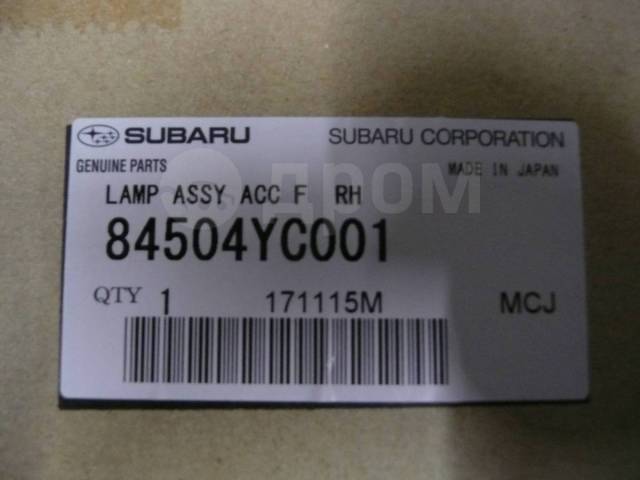 SUBARU SUBARU CORPORATION
GENUINE PARTS MADE IN JAPAN
LAMP ASSY ACC F RH
дром
84504YC001
QTY 1 171115M MCJ